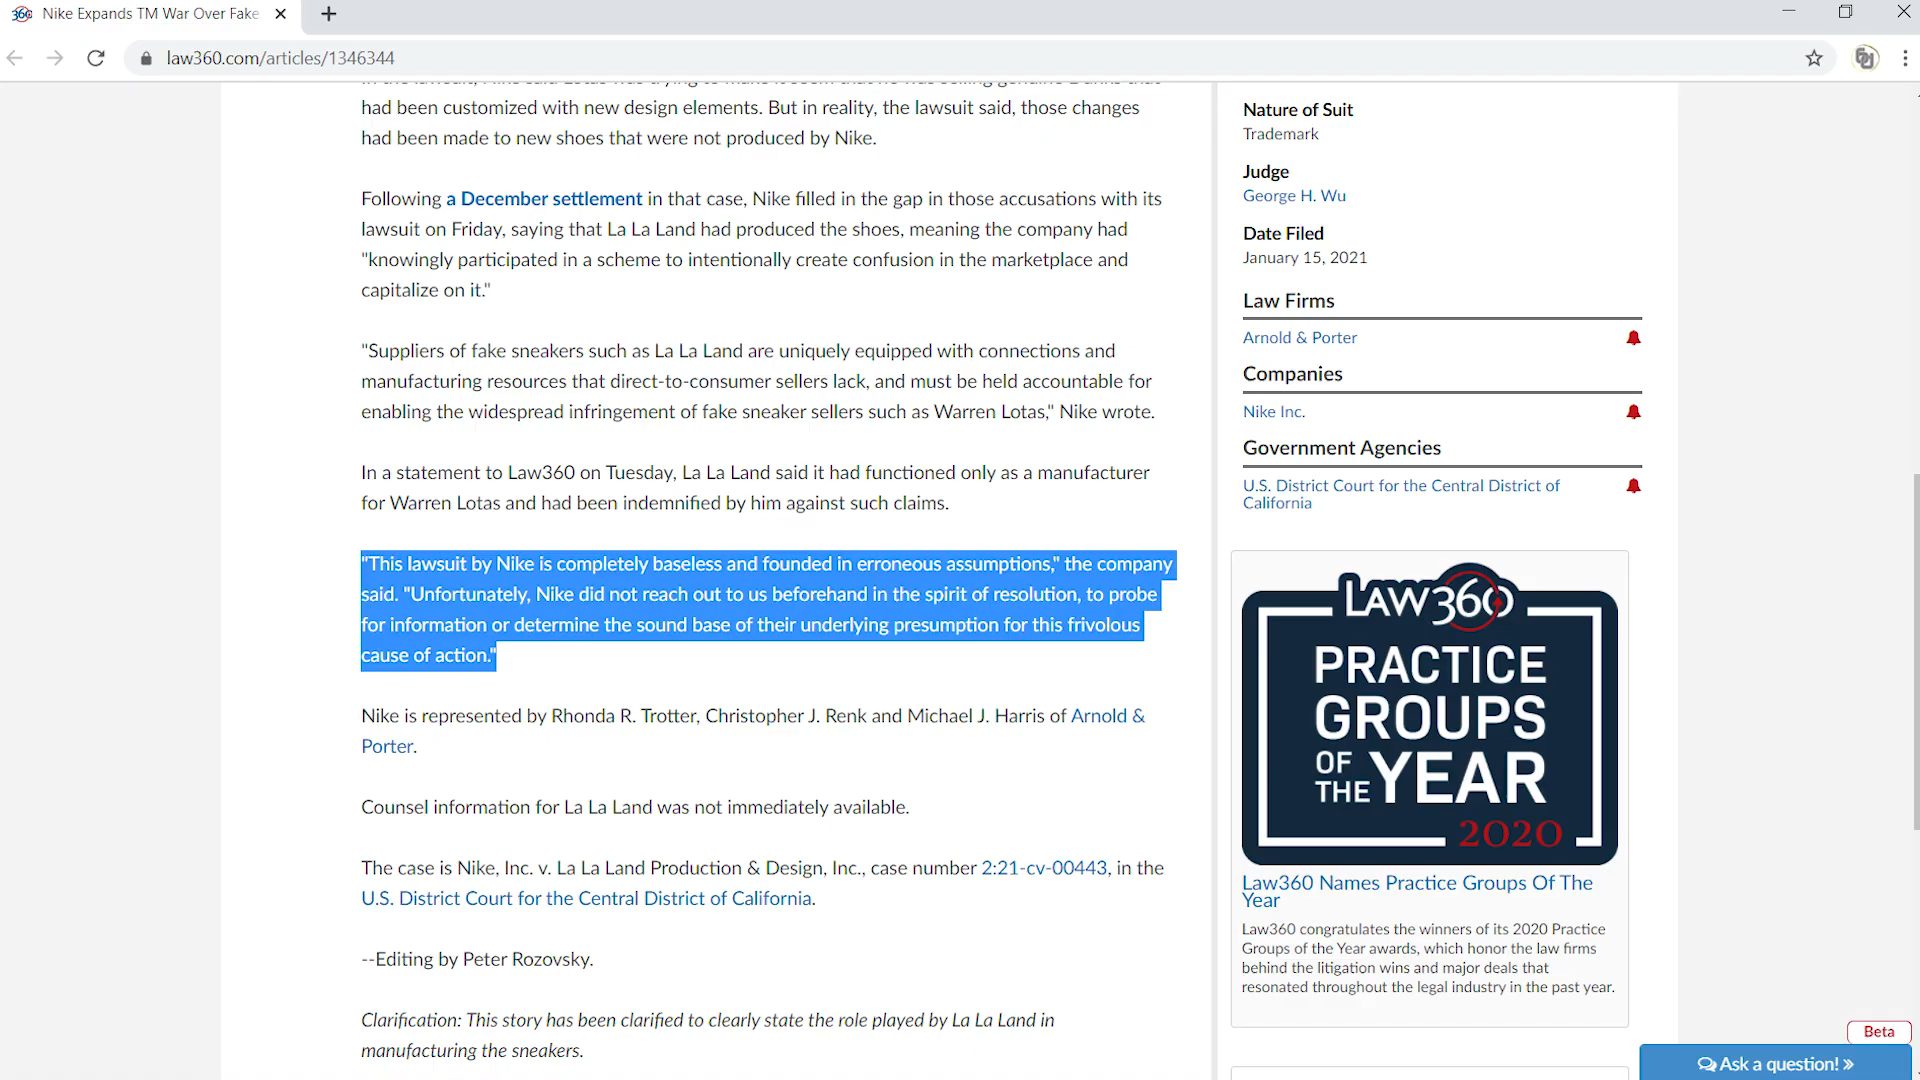 Nike Expands TM War Over Fake
law360.com/articles/1346344
had been customized with new design elements. But in reality, the lawsuit said, those changes
had been made to new shoes that were not produced by Nike.
Following a December settlement in that case, Nike filled in the gap in those accusations with its
lawsuit on Friday, saying that La La Land had produced the shoes, meaning the company had
"knowingly participated in a scheme to intentionally create confusion in the marketplace and
capitalize on it."
"Suppliers of fake sneakers such as La La Land are uniquely equipped with connections and
manufacturing resources that direct-to-consumer sellers lack, and must be held accountable for
enabling the widespread infringement of fake sneaker sellers such as Warren Lotas," Nike wrote.
In a statement to Law360 on Tuesday, La La Land said it had functioned only as a manufacturer
for Warren Lotas and had been indemnified by him against such claims.
"This lawsuit by Nike is completely baseless and founded in erroneous assumptions," the company
said. "Unfortunately, Nike did not reach out to us beforehand in the spirit of resolution, to probe
for information or determine the sound base of their underlying presumption for this frivolous
cause of action."
Nike is represented by Rhonda R. Trotter, Christopher J. Renk and Michael J. Harris of Arnold &
Porter.
Counsel information for La La Land was not immediately available.
The case is Nike, Inc. v. La La Land Production & Design, Inc., case number 2:21-cv-00443, in the
U.S. District Court for the Central District of California.
--Editing by Peter Rozovsky.
Clarification: This story has been clarified to clearly state the role played by La La Land in
manufacturing the sneakers.
Nature of Suit
Trademark
Judge
George H. Wu
Date Filed
January 15, 2021
Law Firms
Arnold & Porter
Companies
Nike Inc.
Government Agencies
U.S. District Court for the Central District of
California
LAW360
PRACTICE
GROUPS
OF THE YEAR
2020
Law360 Names Practice Groups Of The
Year
Law360 congratulates the winners of its 2020 Practice
Groups of the Year awards, which honor the law firms
behind the litigation wins and major deals that
resonated throughout the legal industry in the past year.
Beta
Ask a question! »